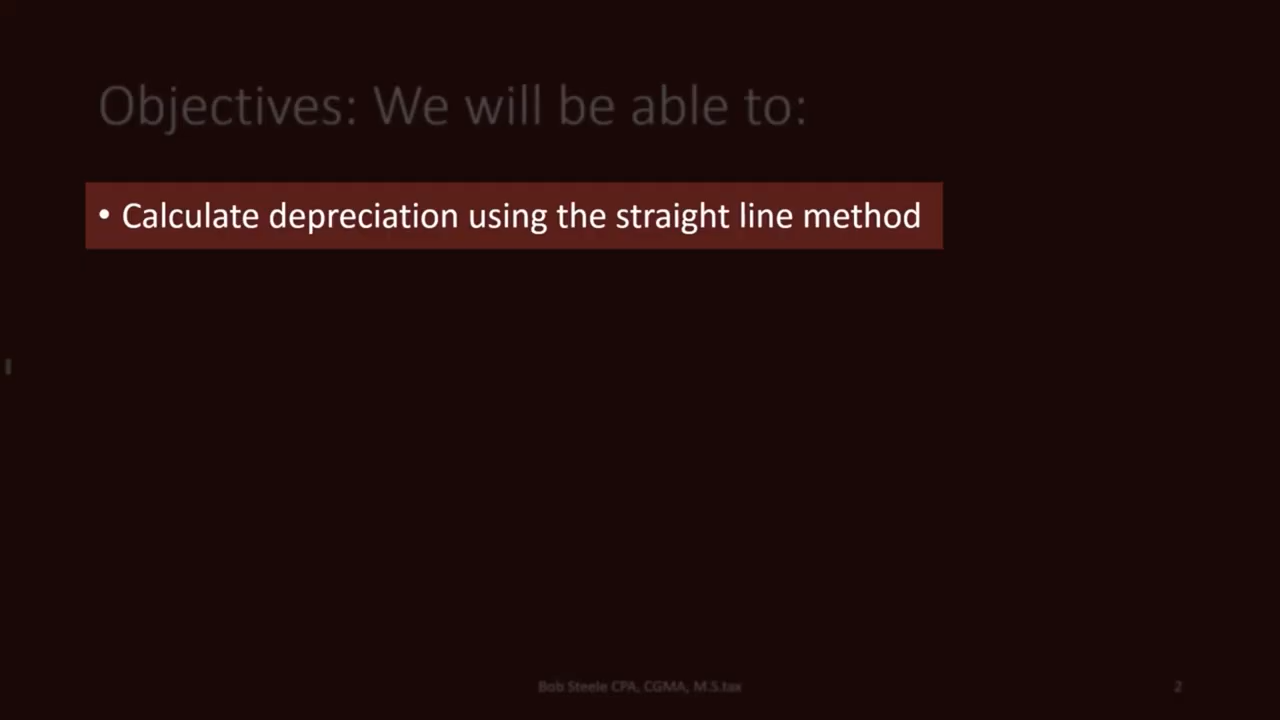 Objectives: We will be able to:
• Calculate depreciation using the straight line method
Bob Steele CPA, CGMA, M.S.tax
2